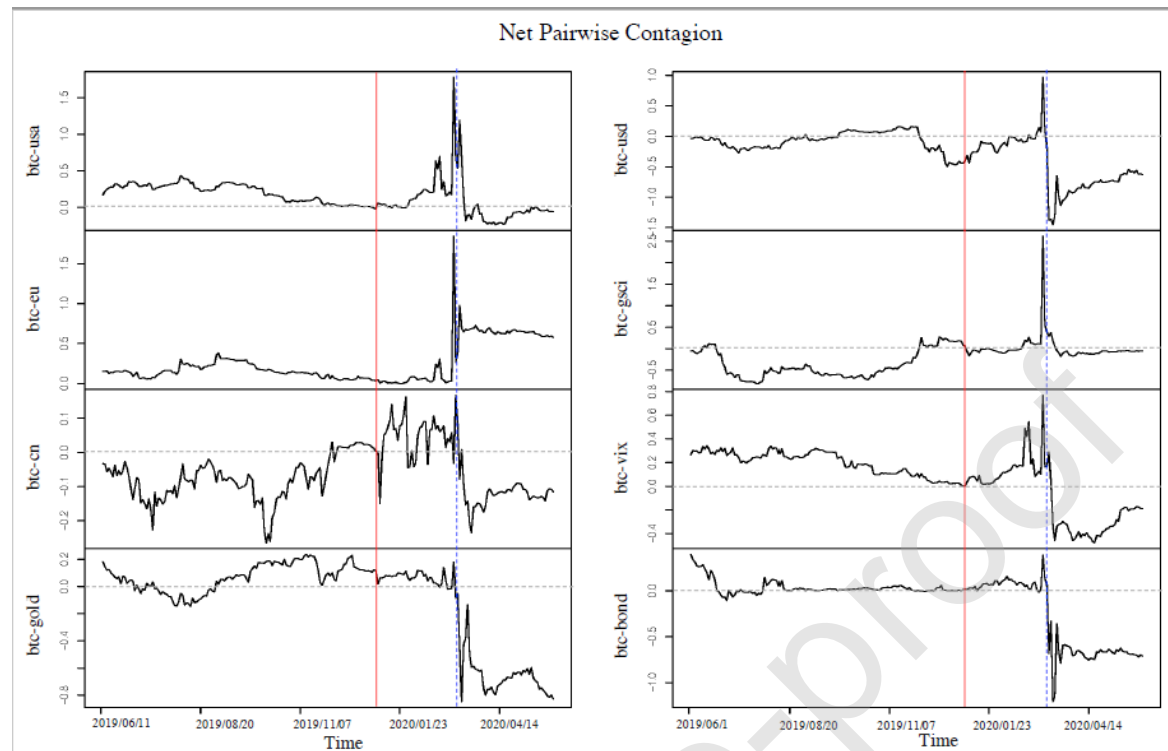 Net Pairwise Contagion
btc-usa
0.0 0.5 1.0 1.5
btc-eu
0.0 0.5 1.0 1.5
btc-cn
-0.2 -0.1 0.0 0.1
btc-gold
-0.8 -0.4 0.0 0.2
2019/06/11 2019/08/20 2019/11/07 2020/01/23 2020/04/14
Time
btc-usd
-1.5 -1.0 -0.5 0.0 0.5 1.0
btc-gsci
-0.5 0.5 1.5 2.5
btc-vix
-0.4 0.0 0.2 0.4 0.6 0.8
btc-bond
-1.0 -0.5 0.0
2019/06/1 2019/08/20 2019/11/07 2020/01/23 2020/04/14
Time
-proof